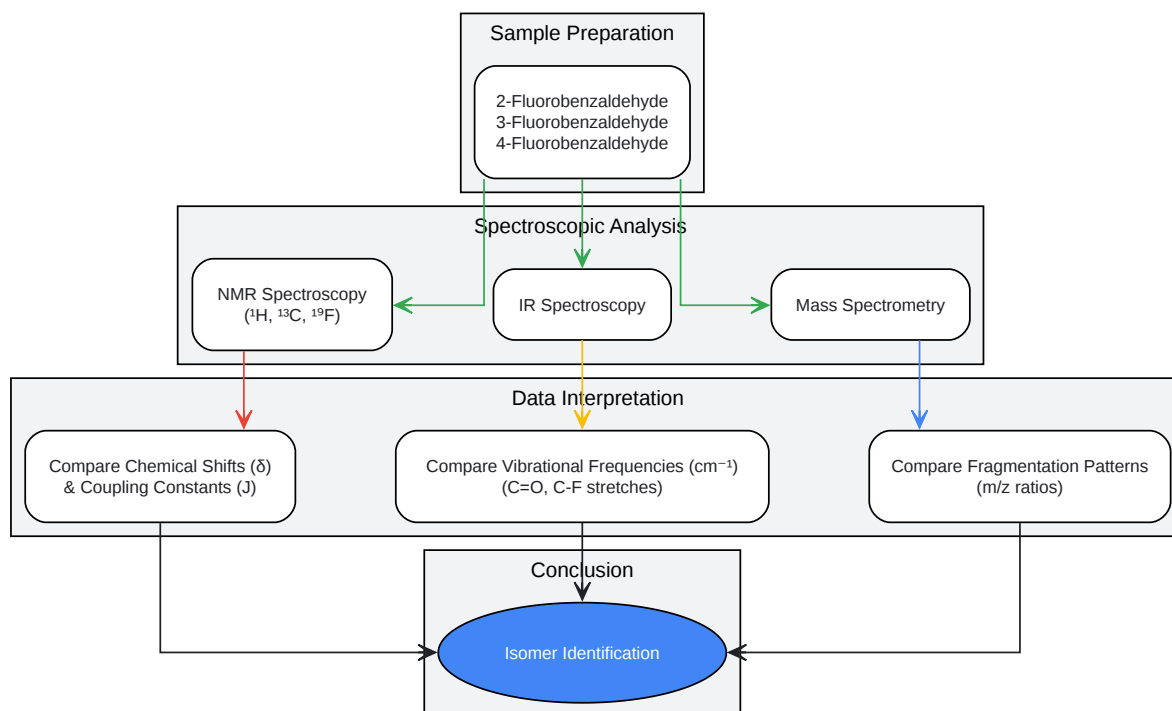 Sample Preparation
2-Fluorobenzaldehyde
3-Fluorobenzaldehyde
4-Fluorobenzaldehyde
Spectroscopic Analysis
NMR Spectroscopy
(¹H, ¹³C, ¹⁹F)
IR Spectroscopy
Mass Spectrometry
Data Interpretation
Compare Chemical Shifts (δ)
& Coupling Constants (J)
Compare Vibrational Frequencies (cm⁻¹)
(C=O, C-F stretches)
Compare Fragmentation Patterns
(m/z ratios)
Conclusion
Isomer Identification